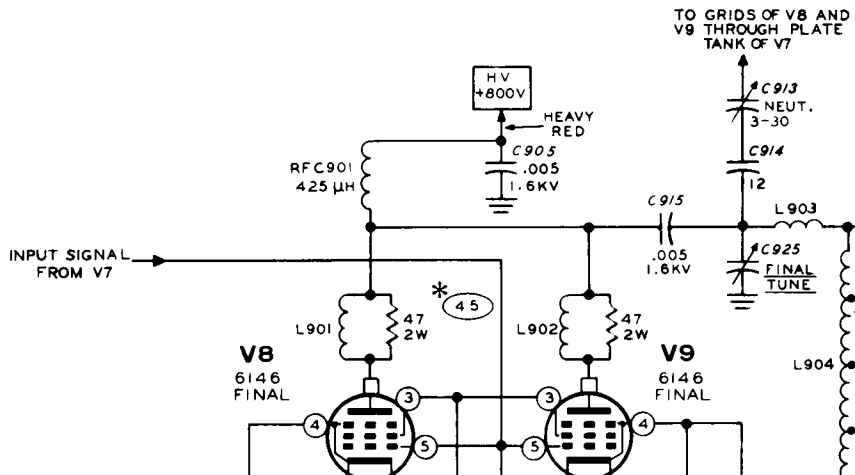 TO GRIDS OF V8 AND
V9 THROUGH PLATE
TANK OF V7
HV
+800V
HEAVY
RED
C913
NEUT.
3-30
C905
.005
1.6KV
RFC901
425 µH
C914
12
C915
.005
1.6KV
L903
C925
FINAL
TUNE
INPUT SIGNAL
FROM V7
*
45
L901
47
2W
L902
47
2W
V8
6146
FINAL
V9
6146
FINAL
L904
3
3
4
4
5
5